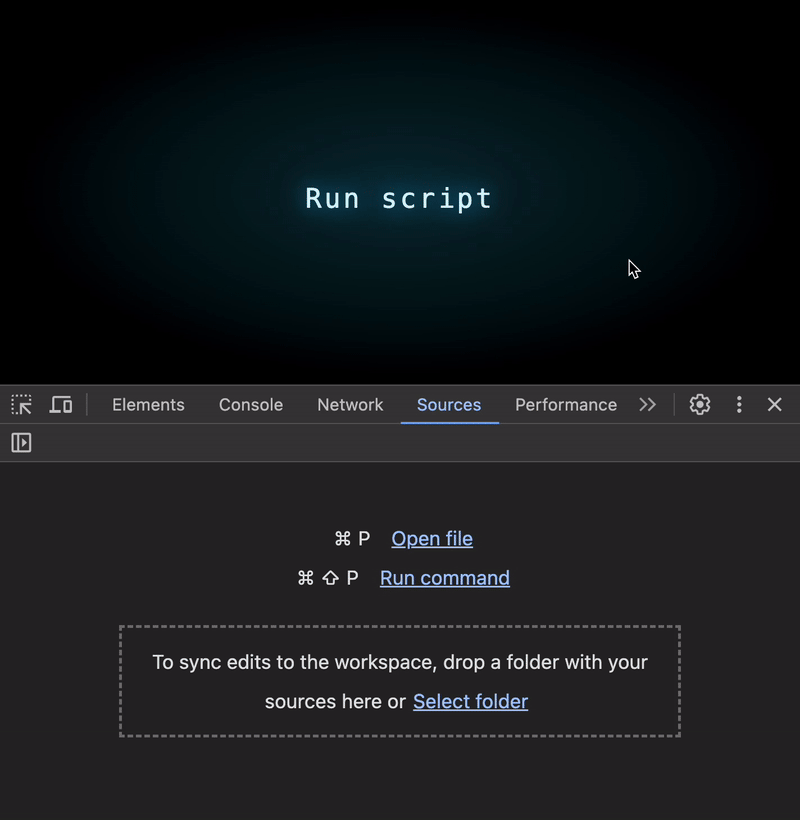 Run script
Elements Console Network Sources Performance
⌘ P Open file
⌘ ⇧ P Run command
To sync edits to the workspace, drop a folder with your
sources here or Select folder